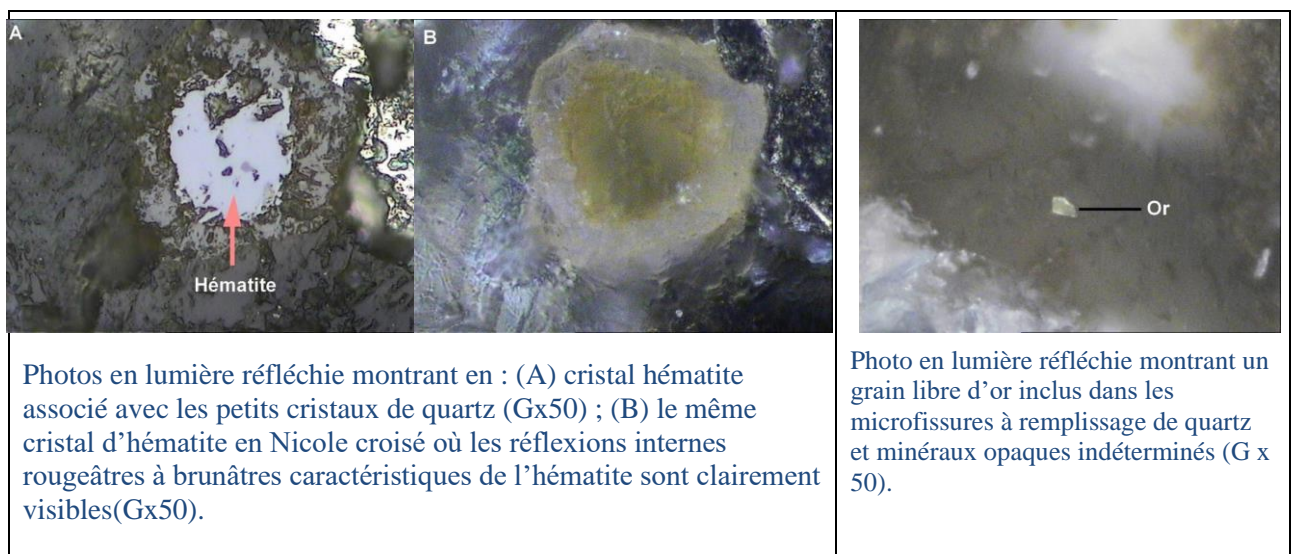 A
B
Hématite
Or
Photos en lumière réfléchie montrant en : (A) cristal hématite
associé avec les petits cristaux de quartz (Gx50) ; (B) le même
cristal d’hématite en Nicole croisé où les réflexions internes
rougeâtres à brunâtres caractéristiques de l’hématite sont clairement
visibles(Gx50).
Photo en lumière réfléchie montrant un
grain libre d’or inclus dans les
microfissures à remplissage de quartz
et minéraux opaques indéterminés (G x
50).